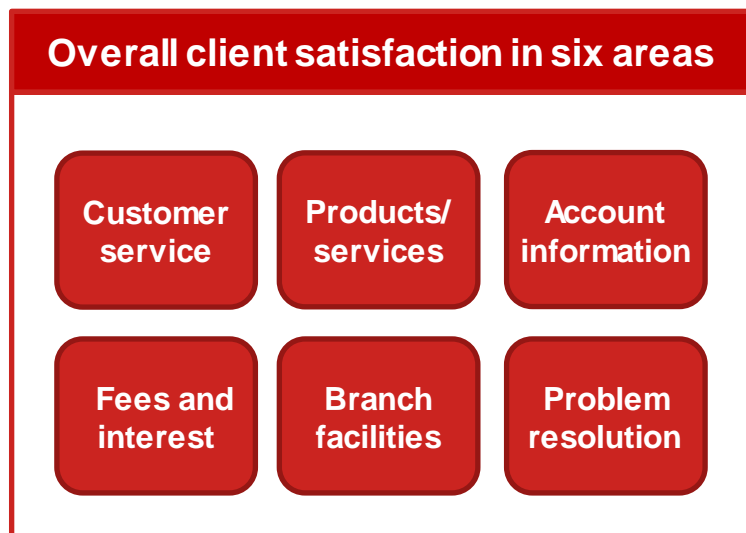 Overall client satisfaction in six areas
Customer
service
Products/
services
Account
information
Fees and
interest
Branch
facilities
Problem
resolution